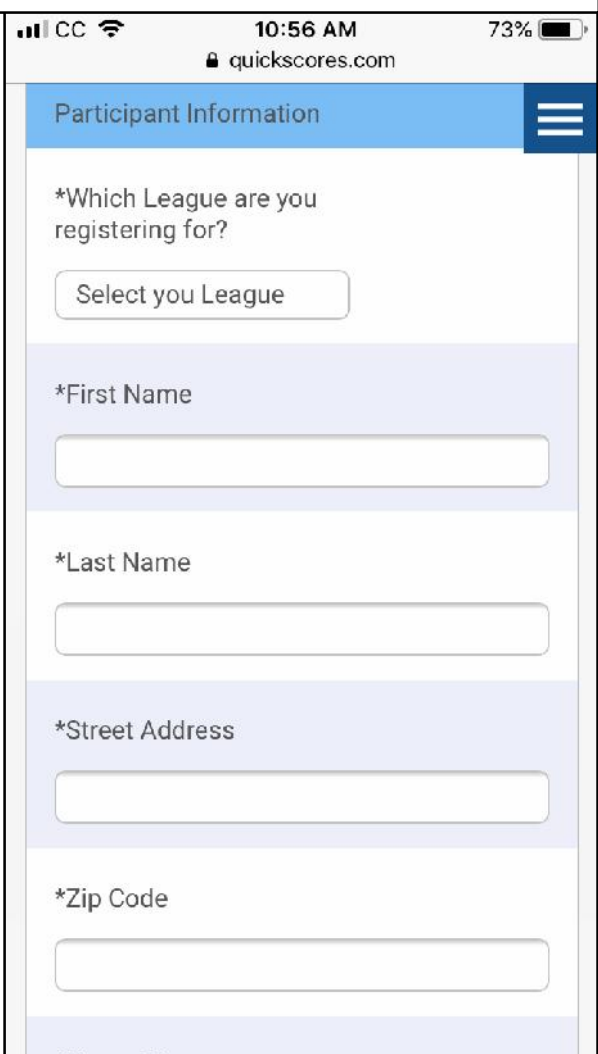 CC 10:56 AM 73%
quickscores.com
Participant Information
*Which League are you
registering for?
Select you League
*First Name
*Last Name
*Street Address
*Zip Code